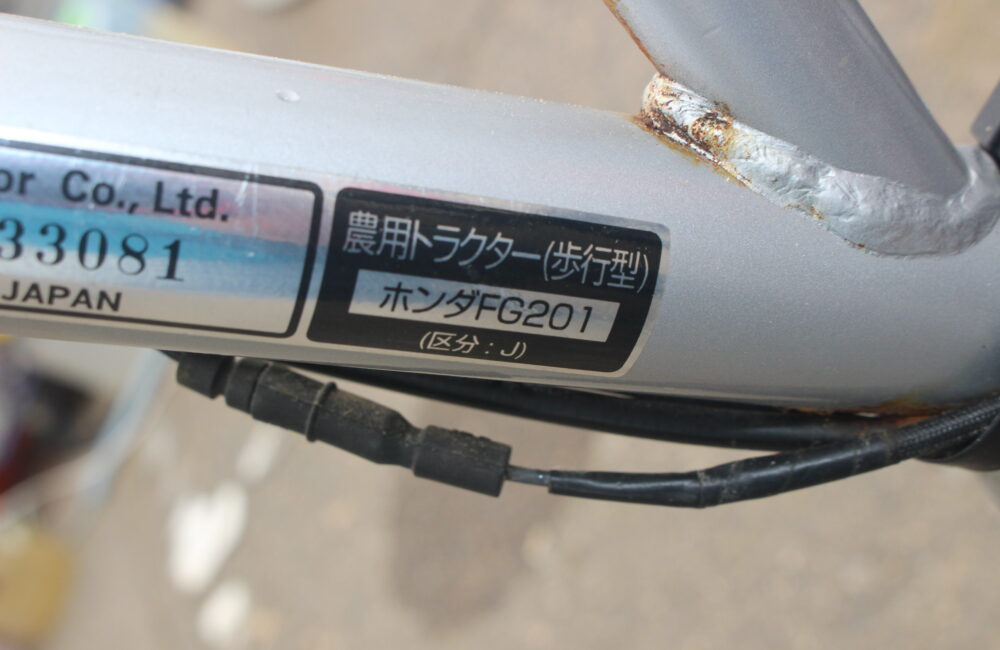 Co., Ltd.
33081
JAPAN
農用トラクター(歩行型)
ホンダFG201
(区分：J)